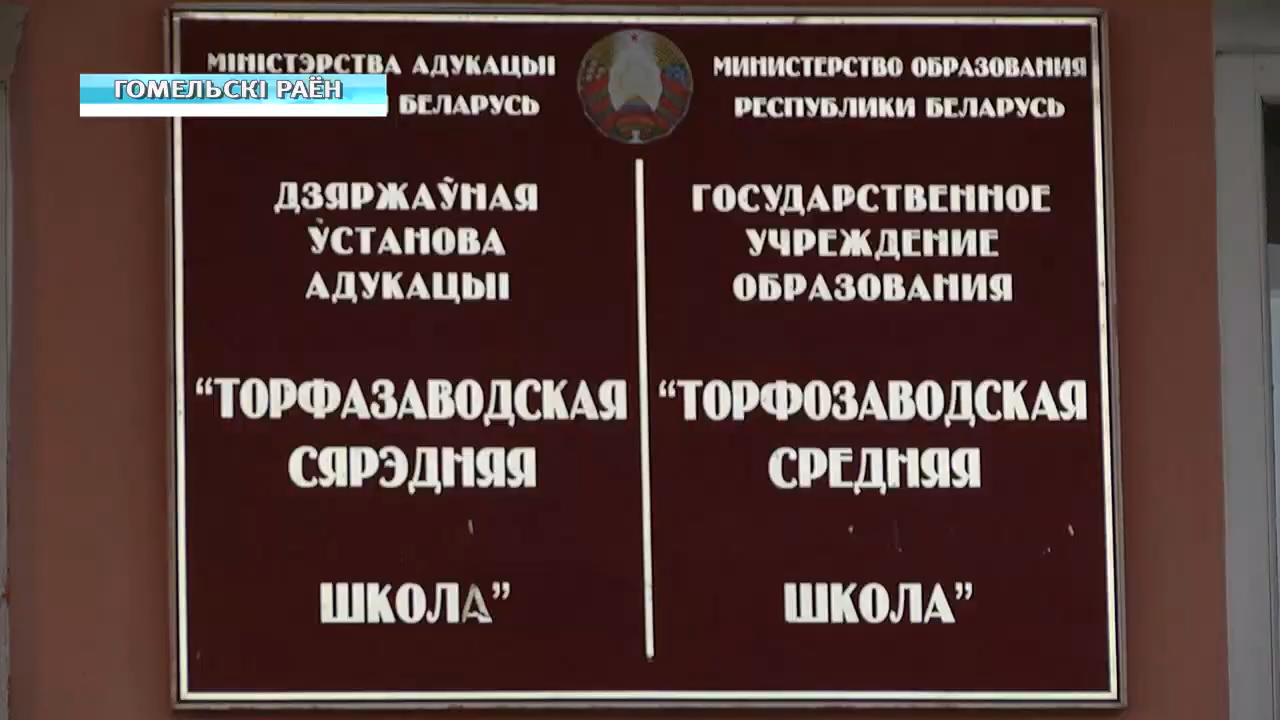 ГОМЕЛЬСКІ РАЁН
МІНІСТЭРСТВА АДУКАЦЫІ
БЕЛАРУСЬ
ДЗЯРЖАЎНАЯ
ЎСТАНОВА
АДУКАЦЫІ
“ТОРФАЗАВОДСКАЯ
СЯРЭДНЯЯ
ШКОЛА”
МИНИСТЕРСТВО ОБРАЗОВАНИЯ
РЕСПУБЛИКИ БЕЛАРУСЬ
ГОСУДАРСТВЕННОЕ
УЧРЕЖДЕНИЕ
ОБРАЗОВАНИЯ
“ТОРФОЗАВОДСКАЯ
СРЕДНЯЯ
ШКОЛА”